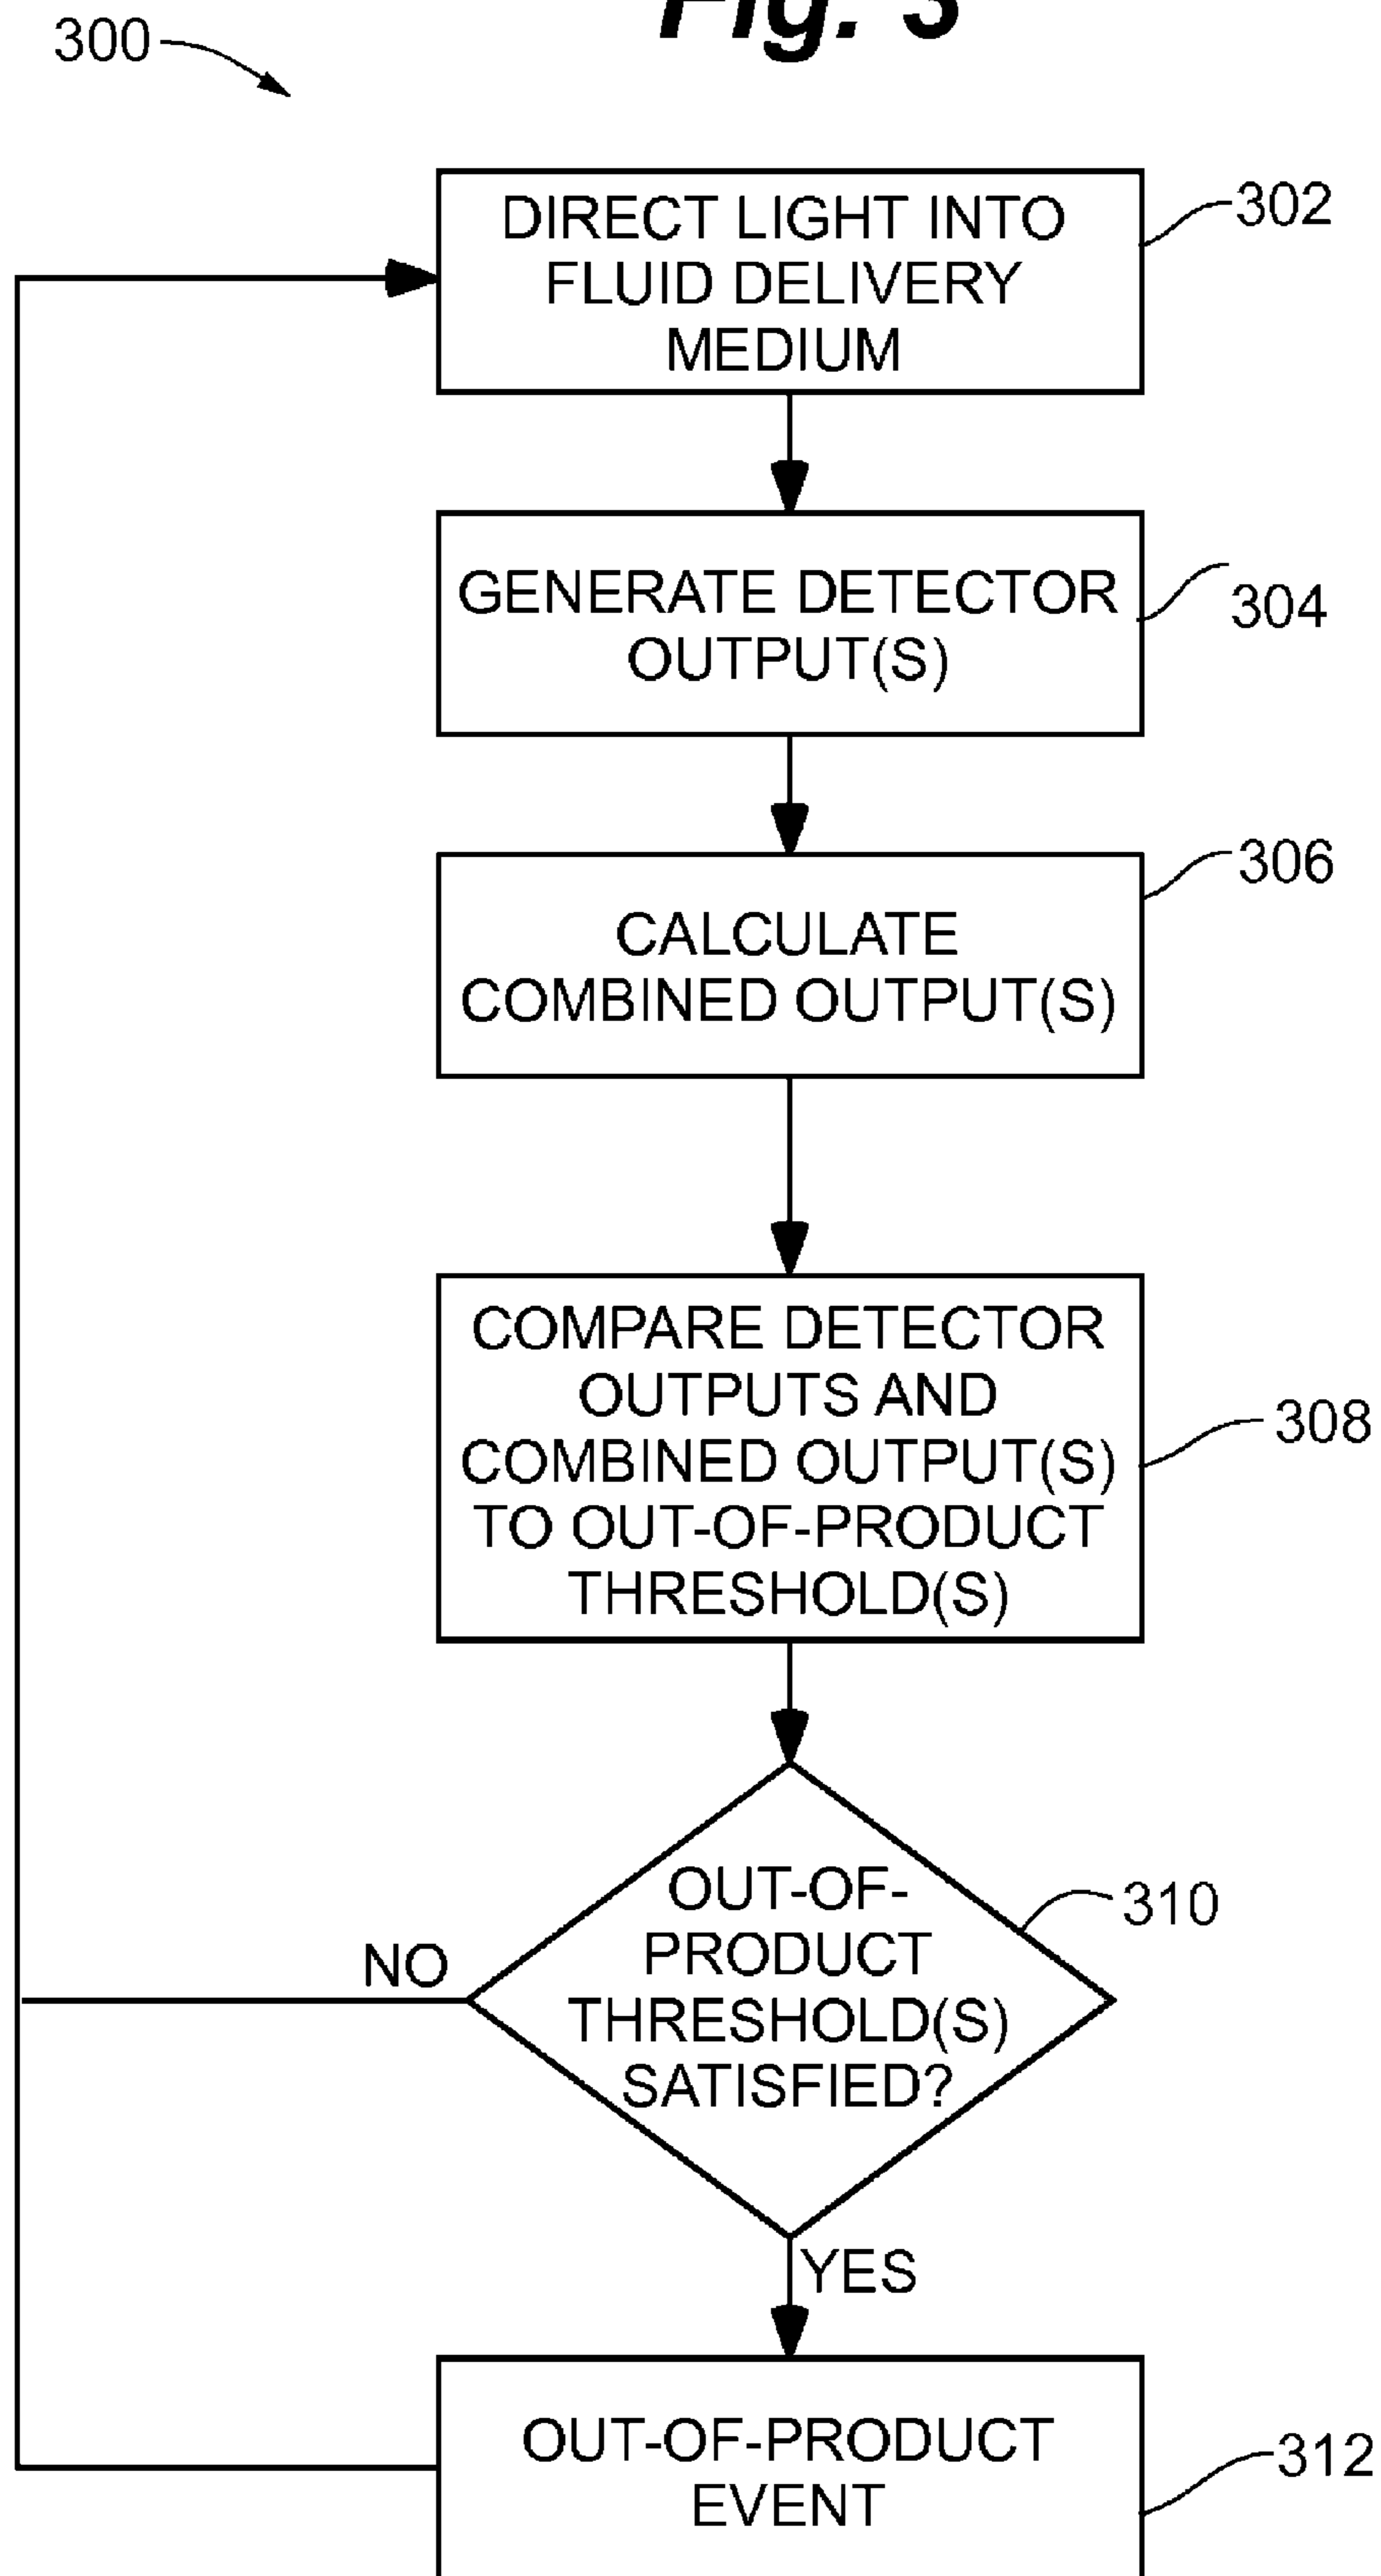 Fig. 3
300
DIRECT LIGHT INTO
FLUID DELIVERY
MEDIUM
302
GENERATE DETECTOR
OUTPUT(S)
304
CALCULATE
COMBINED OUTPUT(S)
306
COMPARE DETECTOR
OUTPUTS AND
COMBINED OUTPUT(S)
TO OUT-OF-PRODUCT
THRESHOLD(S)
308
OUT-OF-
PRODUCT
THRESHOLD(S)
SATISFIED?
310
NO
YES
OUT-OF-PRODUCT
EVENT
312